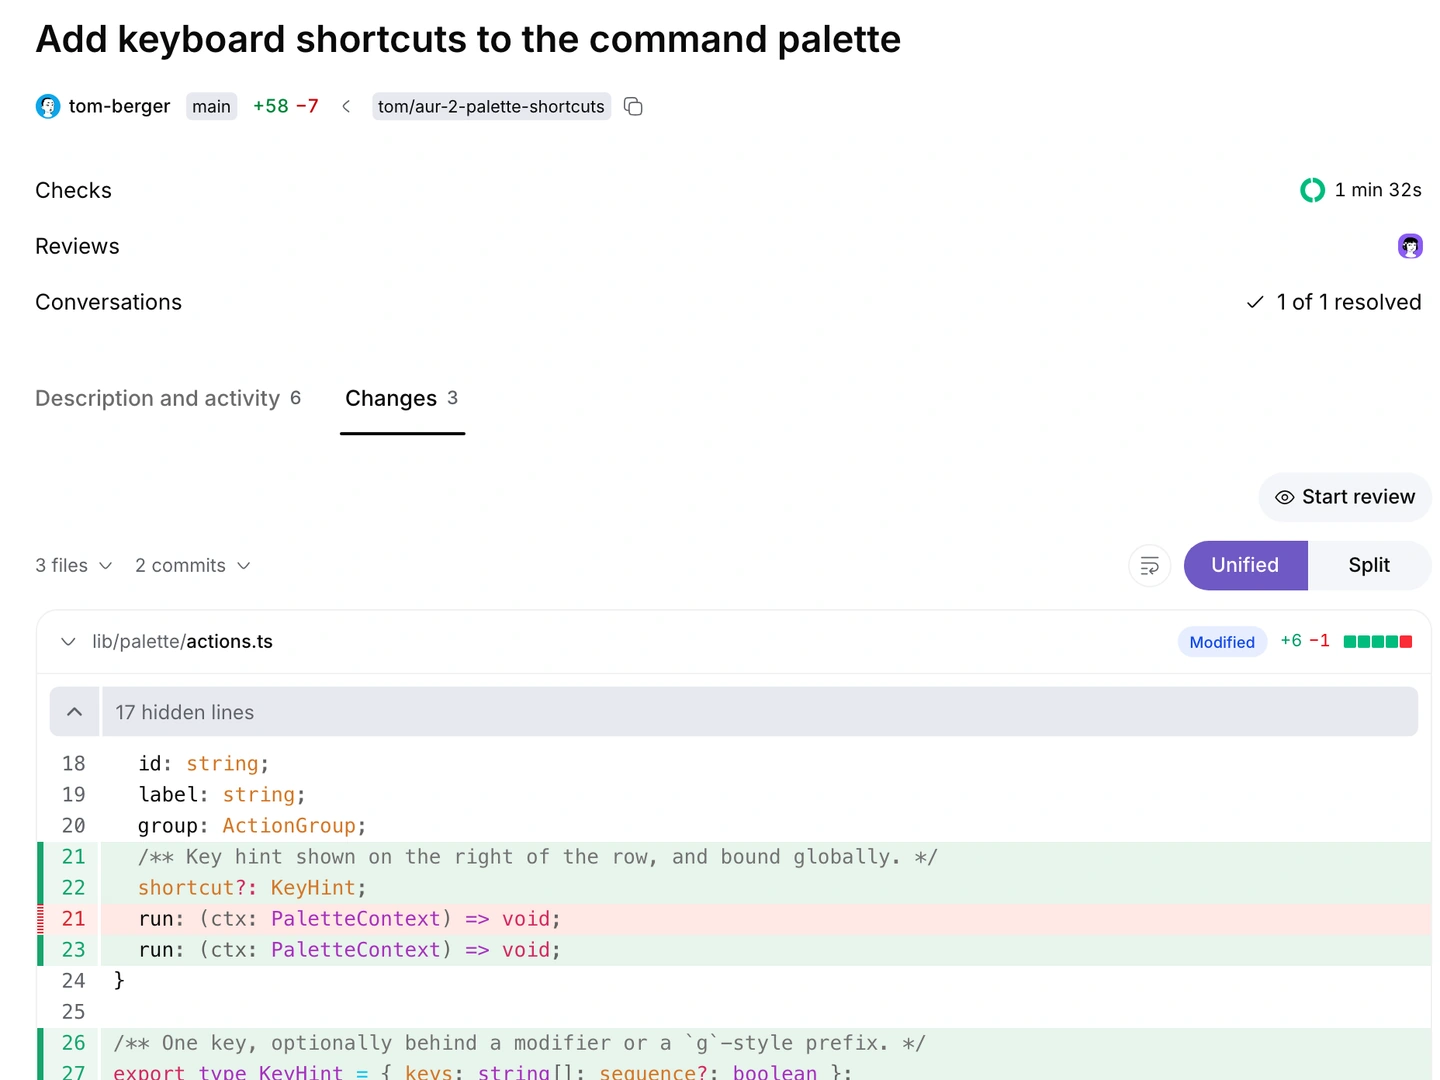 Add keyboard shortcuts to the command palette
tom-berger main +58 −7 tom/aur-2-palette-shortcuts
Checks 1 min 32s
Reviews
Conversations 1 of 1 resolved
Description and activity 6 Changes 3
Start review
3 files 2 commits Unified Split
lib/palette/actions.ts Modified +6 −1
17 hidden lines
18 id: string;
19 label: string;
20 group: ActionGroup;
21 /** Key hint shown on the right of the row, and bound globally. */
22 shortcut?: KeyHint;
21 run: (ctx: PaletteContext) => void;
23 run: (ctx: PaletteContext) => void;
24 }
25
26 /** One key, optionally behind a modifier or a `g`-style prefix. */
27 export type KeyHint = { keys: string[]; sequence?: boolean };